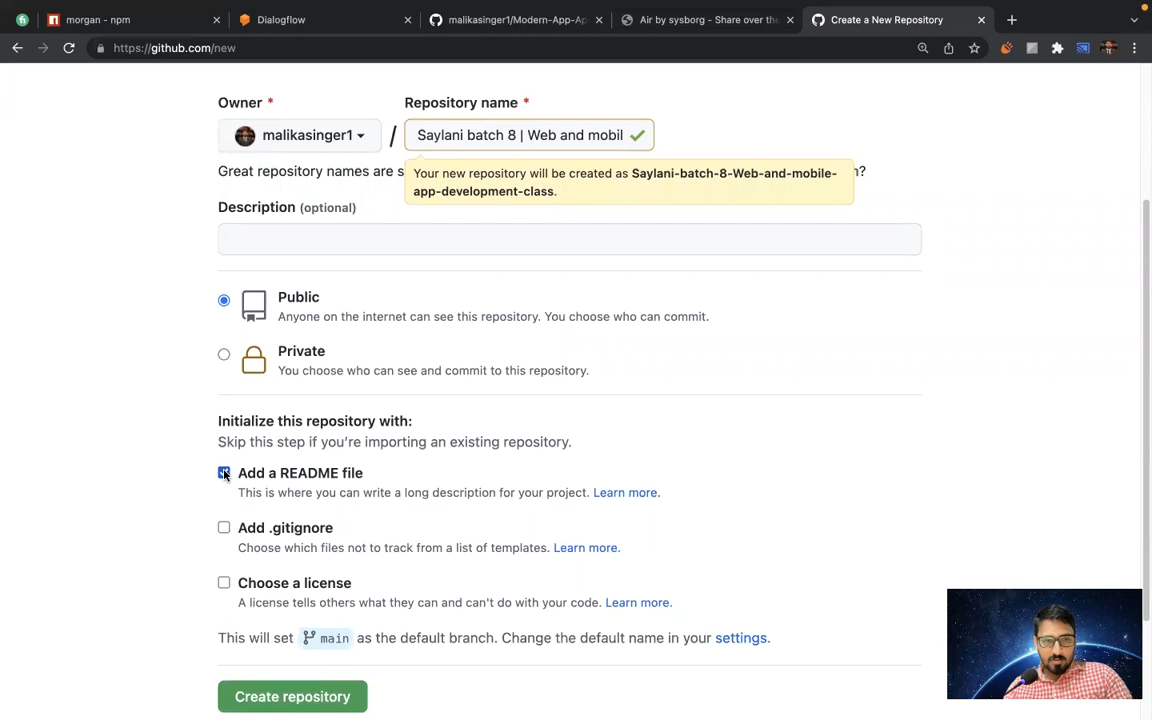 morgan - npm
Dialogflow
malikasinger1/Modern-App-Ap
Air by sysborg - Share over the
Create a New Repository
https://github.com/new
Owner *
Repository name *
malikasinger1
/
Saylani batch 8 | Web and mobil
Great repository names are s
?
Your new repository will be created as Saylani-batch-8-Web-and-mobile-
app-development-class.
Description (optional)
Public
Anyone on the internet can see this repository. You choose who can commit.
Private
You choose who can see and commit to this repository.
Initialize this repository with:
Skip this step if you're importing an existing repository.
Add a README file
This is where you can write a long description for your project. Learn more.
Add .gitignore
Choose which files not to track from a list of templates. Learn more.
Choose a license
A license tells others what they can and can't do with your code. Learn more.
This will set main as the default branch. Change the default name in your settings.
Create repository